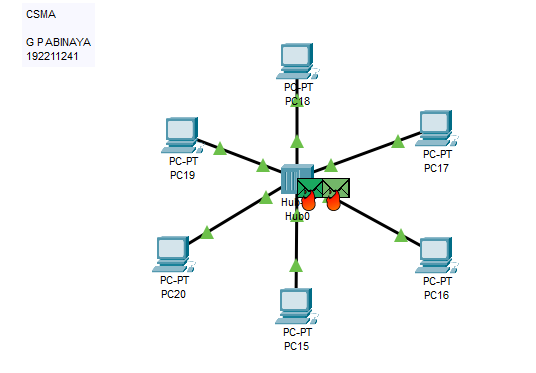 CSMA
G P ABINAYA
192211241
PC-PT
PC18
PC-PT
PC19
PC-PT
PC17
Hub0
PC-PT
PC20
PC-PT
PC16
PC-PT
PC15